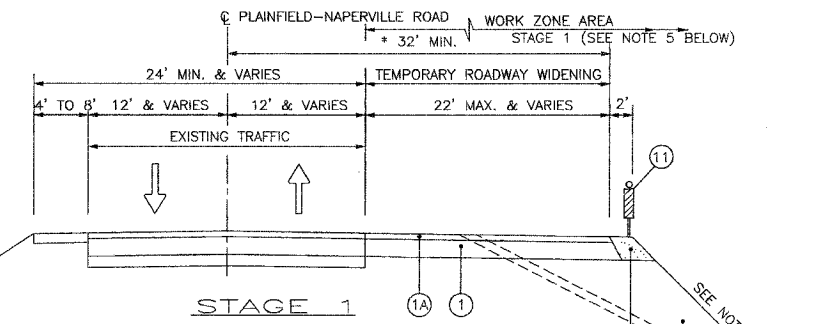 ℄ PLAINFIELD-NAPERVILLE ROAD
WORK ZONE AREA
* 32' MIN.
STAGE 1 (SEE NOTE 5 BELOW)
24' MIN. & VARIES
TEMPORARY ROADWAY WIDENING
4' TO 8'
12' & VARIES
12' & VARIES
22' MAX. & VARIES
2'
EXISTING TRAFFIC
11
STAGE 1
1A
1
SEE